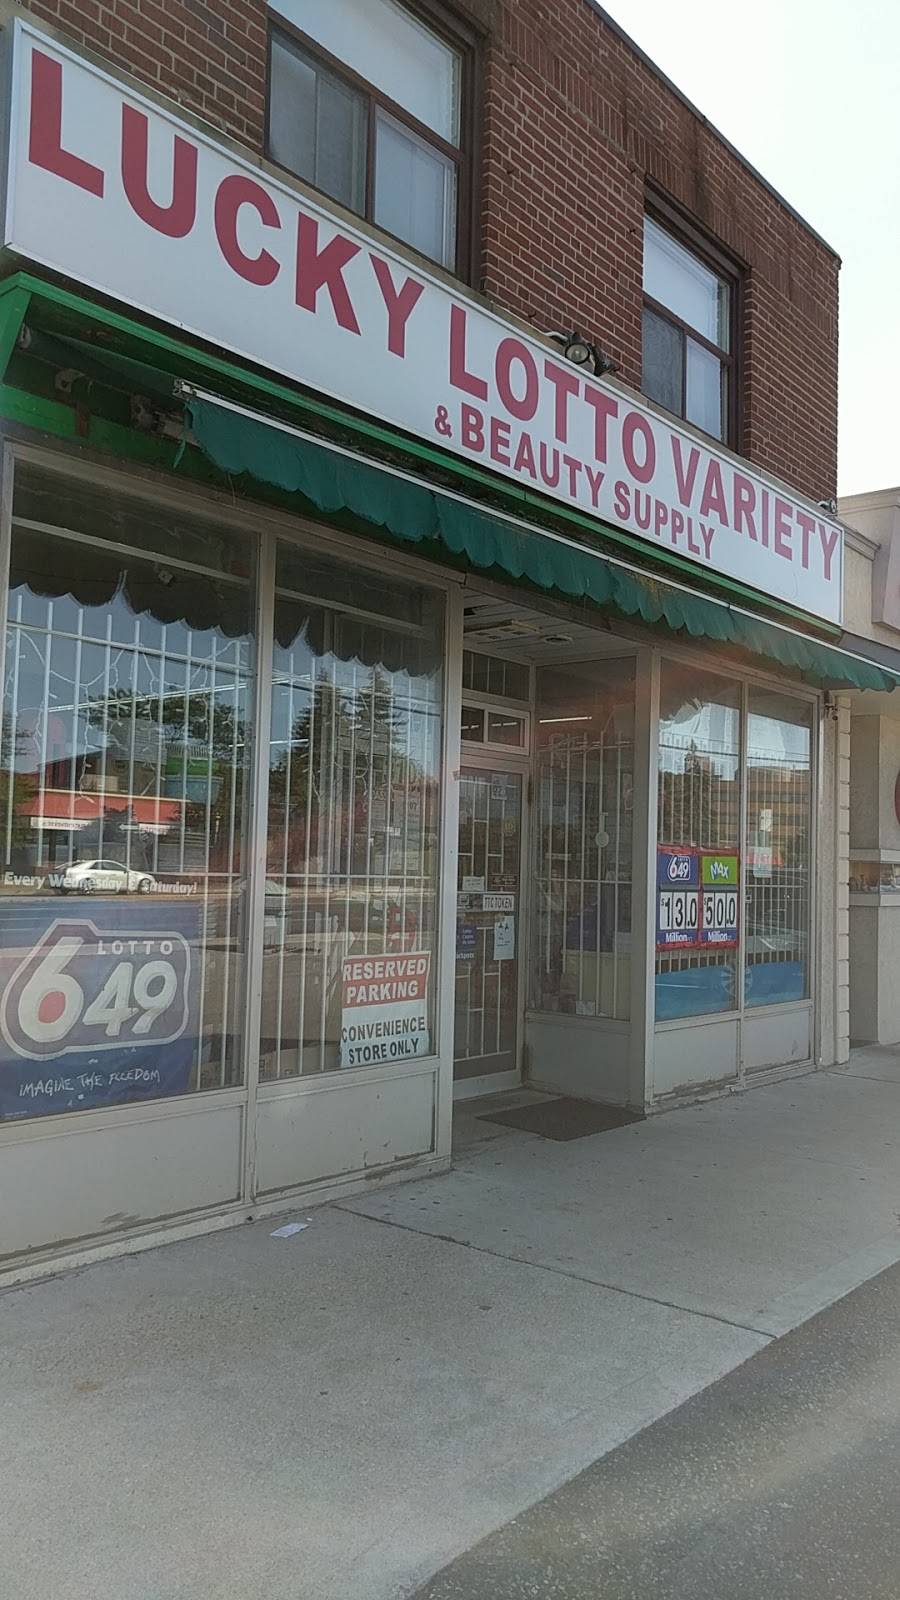 LUCKY LOTTO VARIETY
& BEAUTY SUPPLY
Every Wednesday & Saturday!
LOTTO
649
IMAGINE THE FREEDOM
RESERVED
PARKING
CONVENIENCE
STORE ONLY
TTC TOKEN
LOTTO
649
$13.0
Million
MAX
$50.0
Million